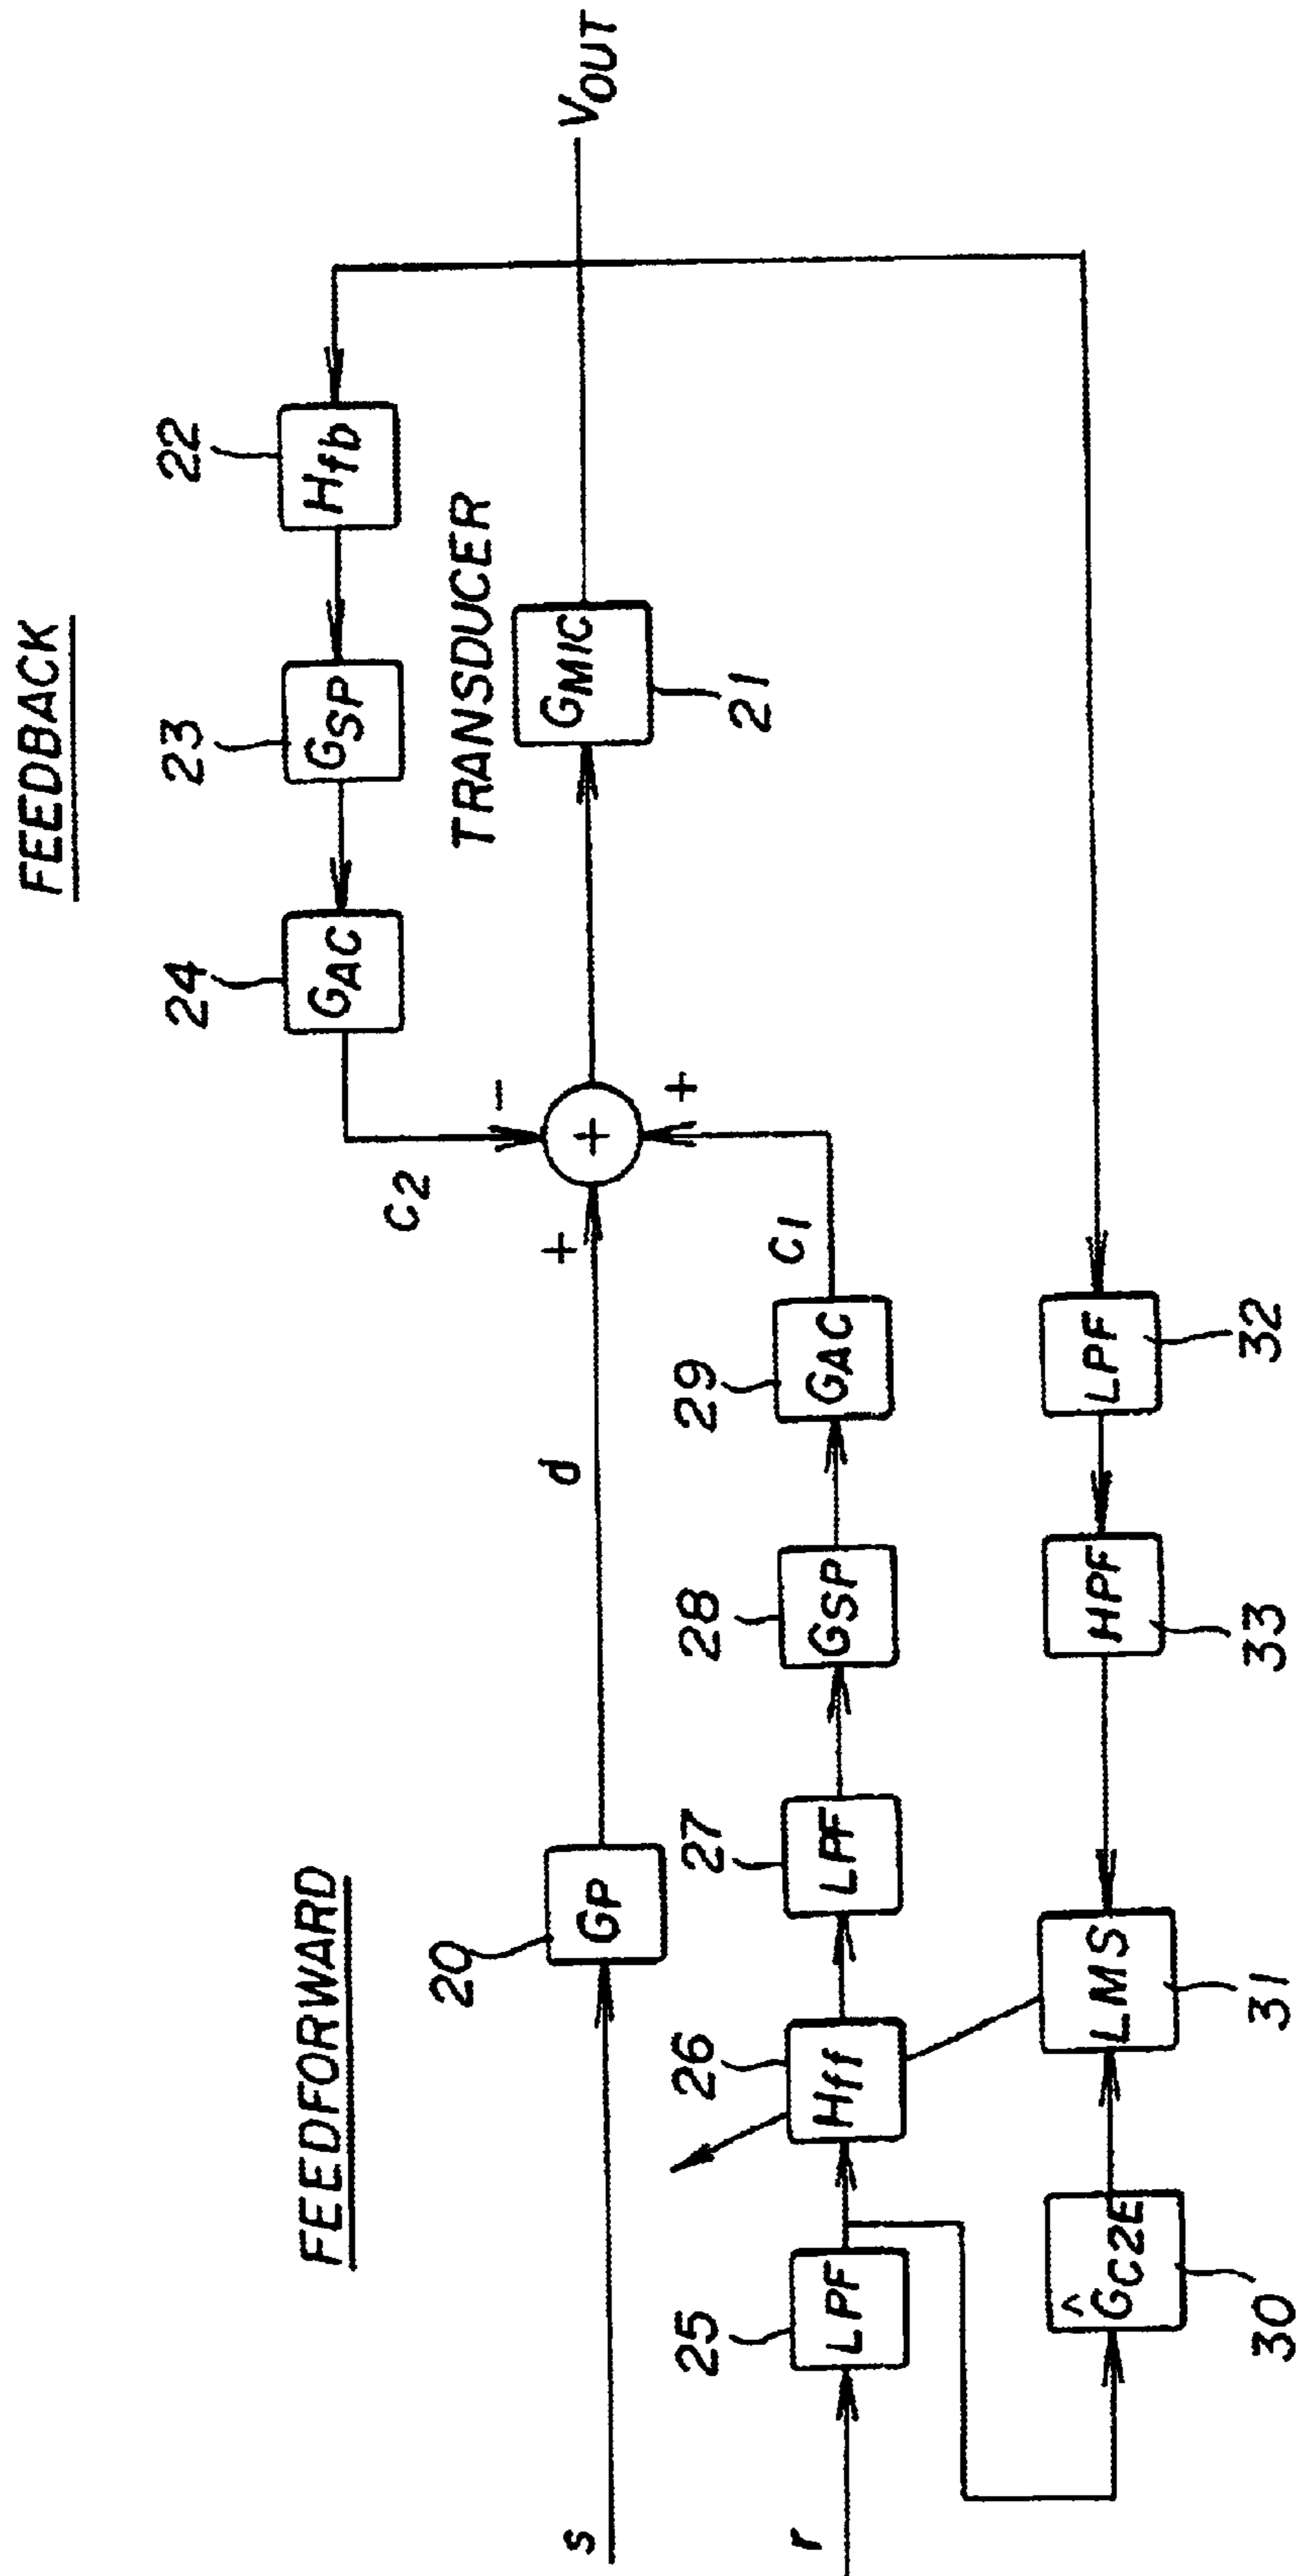 FEEDBACK
24
23
22
GAC
GSP
Hfb
C2
TRANSDUCER
FEEDFORWARD
20
s
GP
d
+
-
+
+
GMIC
VOUT
21
C1
25
26
27
28
29
r
LPF
Hff
LPF
GSP
GAC
ĜC2E
LMS
HPF
LPF
30
31
33
32